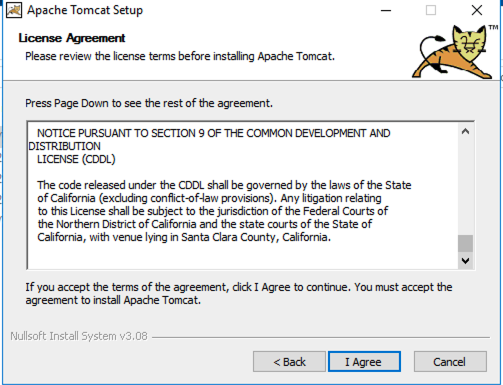 Apache Tomcat Setup
License Agreement
Please review the license terms before installing Apache Tomcat.
TM
Press Page Down to see the rest of the agreement.
NOTICE PURSUANT TO SECTION 9 OF THE COMMON DEVELOPMENT AND
DISTRIBUTION
LICENSE (CDDL)
The code released under the CDDL shall be governed by the laws of the State
of California (excluding conflict-of-law provisions). Any litigation relating
to this License shall be subject to the jurisdiction of the Federal Courts of
the Northern District of California and the state courts of the State of
California, with venue lying in Santa Clara County, California.
If you accept the terms of the agreement, click I Agree to continue. You must accept the
agreement to install Apache Tomcat.
Nullsoft Install System v3.08
< Back
I Agree
Cancel